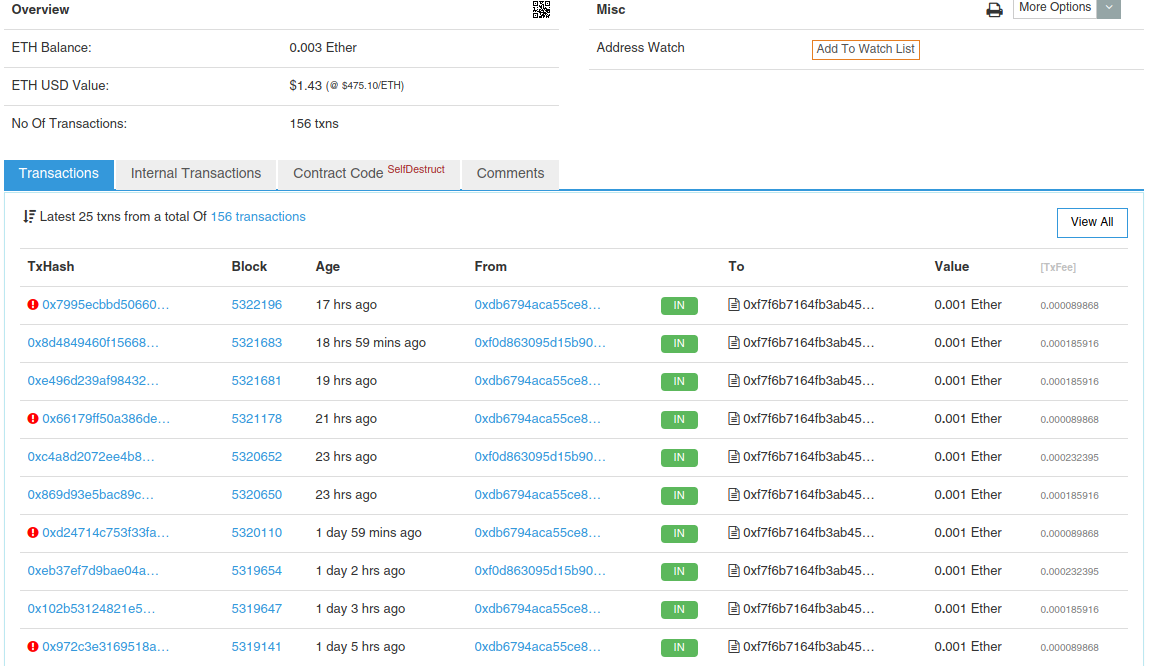 Overview
Misc
More Options
ETH Balance: 0.003 Ether
Address Watch Add To Watch List
ETH USD Value: $1.43 (@ $475.10/ETH)
No Of Transactions: 156 txns
Transactions Internal Transactions Contract Code SelfDestruct Comments
Latest 25 txns from a total Of 156 transactions
View All
TxHash Block Age From To Value [TxFee]
0x7995ecbbd50660... 5322196 17 hrs ago 0xdb6794aca55ce8... IN 0xf7f6b7164fb3ab45... 0.001 Ether 0.000089868
0x8d4849460f15668... 5321683 18 hrs 59 mins ago 0xf0d863095d15b90... IN 0xf7f6b7164fb3ab45... 0.001 Ether 0.000185916
0xe496d239af98432... 5321681 19 hrs ago 0xdb6794aca55ce8... IN 0xf7f6b7164fb3ab45... 0.001 Ether 0.000185916
0x66179ff50a386de... 5321178 21 hrs ago 0xdb6794aca55ce8... IN 0xf7f6b7164fb3ab45... 0.001 Ether 0.000089868
0xc4a8d2072ee4b8... 5320652 23 hrs ago 0xf0d863095d15b90... IN 0xf7f6b7164fb3ab45... 0.001 Ether 0.000232395
0x869d93e5bac89c... 5320650 23 hrs ago 0xdb6794aca55ce8... IN 0xf7f6b7164fb3ab45... 0.001 Ether 0.000185916
0xd24714c753f33fa... 5320110 1 day 59 mins ago 0xdb6794aca55ce8... IN 0xf7f6b7164fb3ab45... 0.001 Ether 0.000089868
0xeb37ef7d9bae04a... 5319654 1 day 2 hrs ago 0xf0d863095d15b90... IN 0xf7f6b7164fb3ab45... 0.001 Ether 0.000232395
0x102b53124821e5... 5319647 1 day 3 hrs ago 0xdb6794aca55ce8... IN 0xf7f6b7164fb3ab45... 0.001 Ether 0.000185916
0x972c3e3169518a... 5319141 1 day 5 hrs ago 0xdb6794aca55ce8... IN 0xf7f6b7164fb3ab45... 0.001 Ether 0.000089868